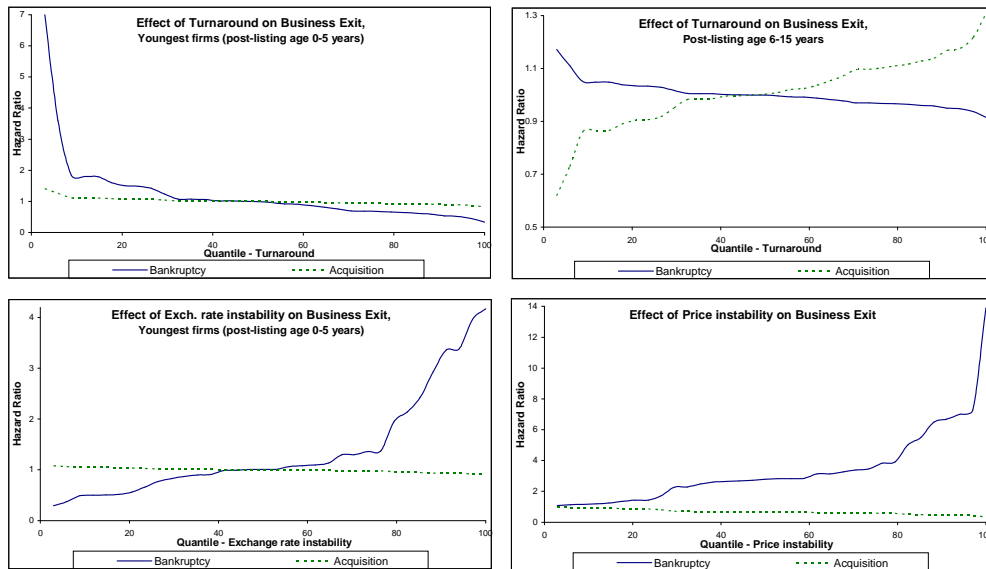 Effect of Turnaround on Business Exit,
Youngest firms (post-listing age 0-5 years)
Hazard Ratio
7
6
5
4
3
2
1
0
0
20
40
60
80
100
Quantile - Turnaround
Bankruptcy
Acquisition
Effect of Turnaround on Business Exit,
Post-listing age 6-15 years
Hazard Ratio
1.3
1.1
0.9
0.7
0.5
0
20
40
60
80
100
Quantile - Turnaround
Bankruptcy
Acquisition
Effect of Exch. rate instability on Business Exit,
Youngest firms (post-listing age 0-5 years)
Hazard Ratio
4
2
1
0
0
20
40
60
80
100
Quantile - Exchange rate instability
Bankruptcy
Acquisition
Effect of Price instability on Business Exit
Hazard Ratio
14
12
10
8
6
4
2
0
0
20
40
60
80
100
Quantile - Price instability
Bankruptcy
Acquisition